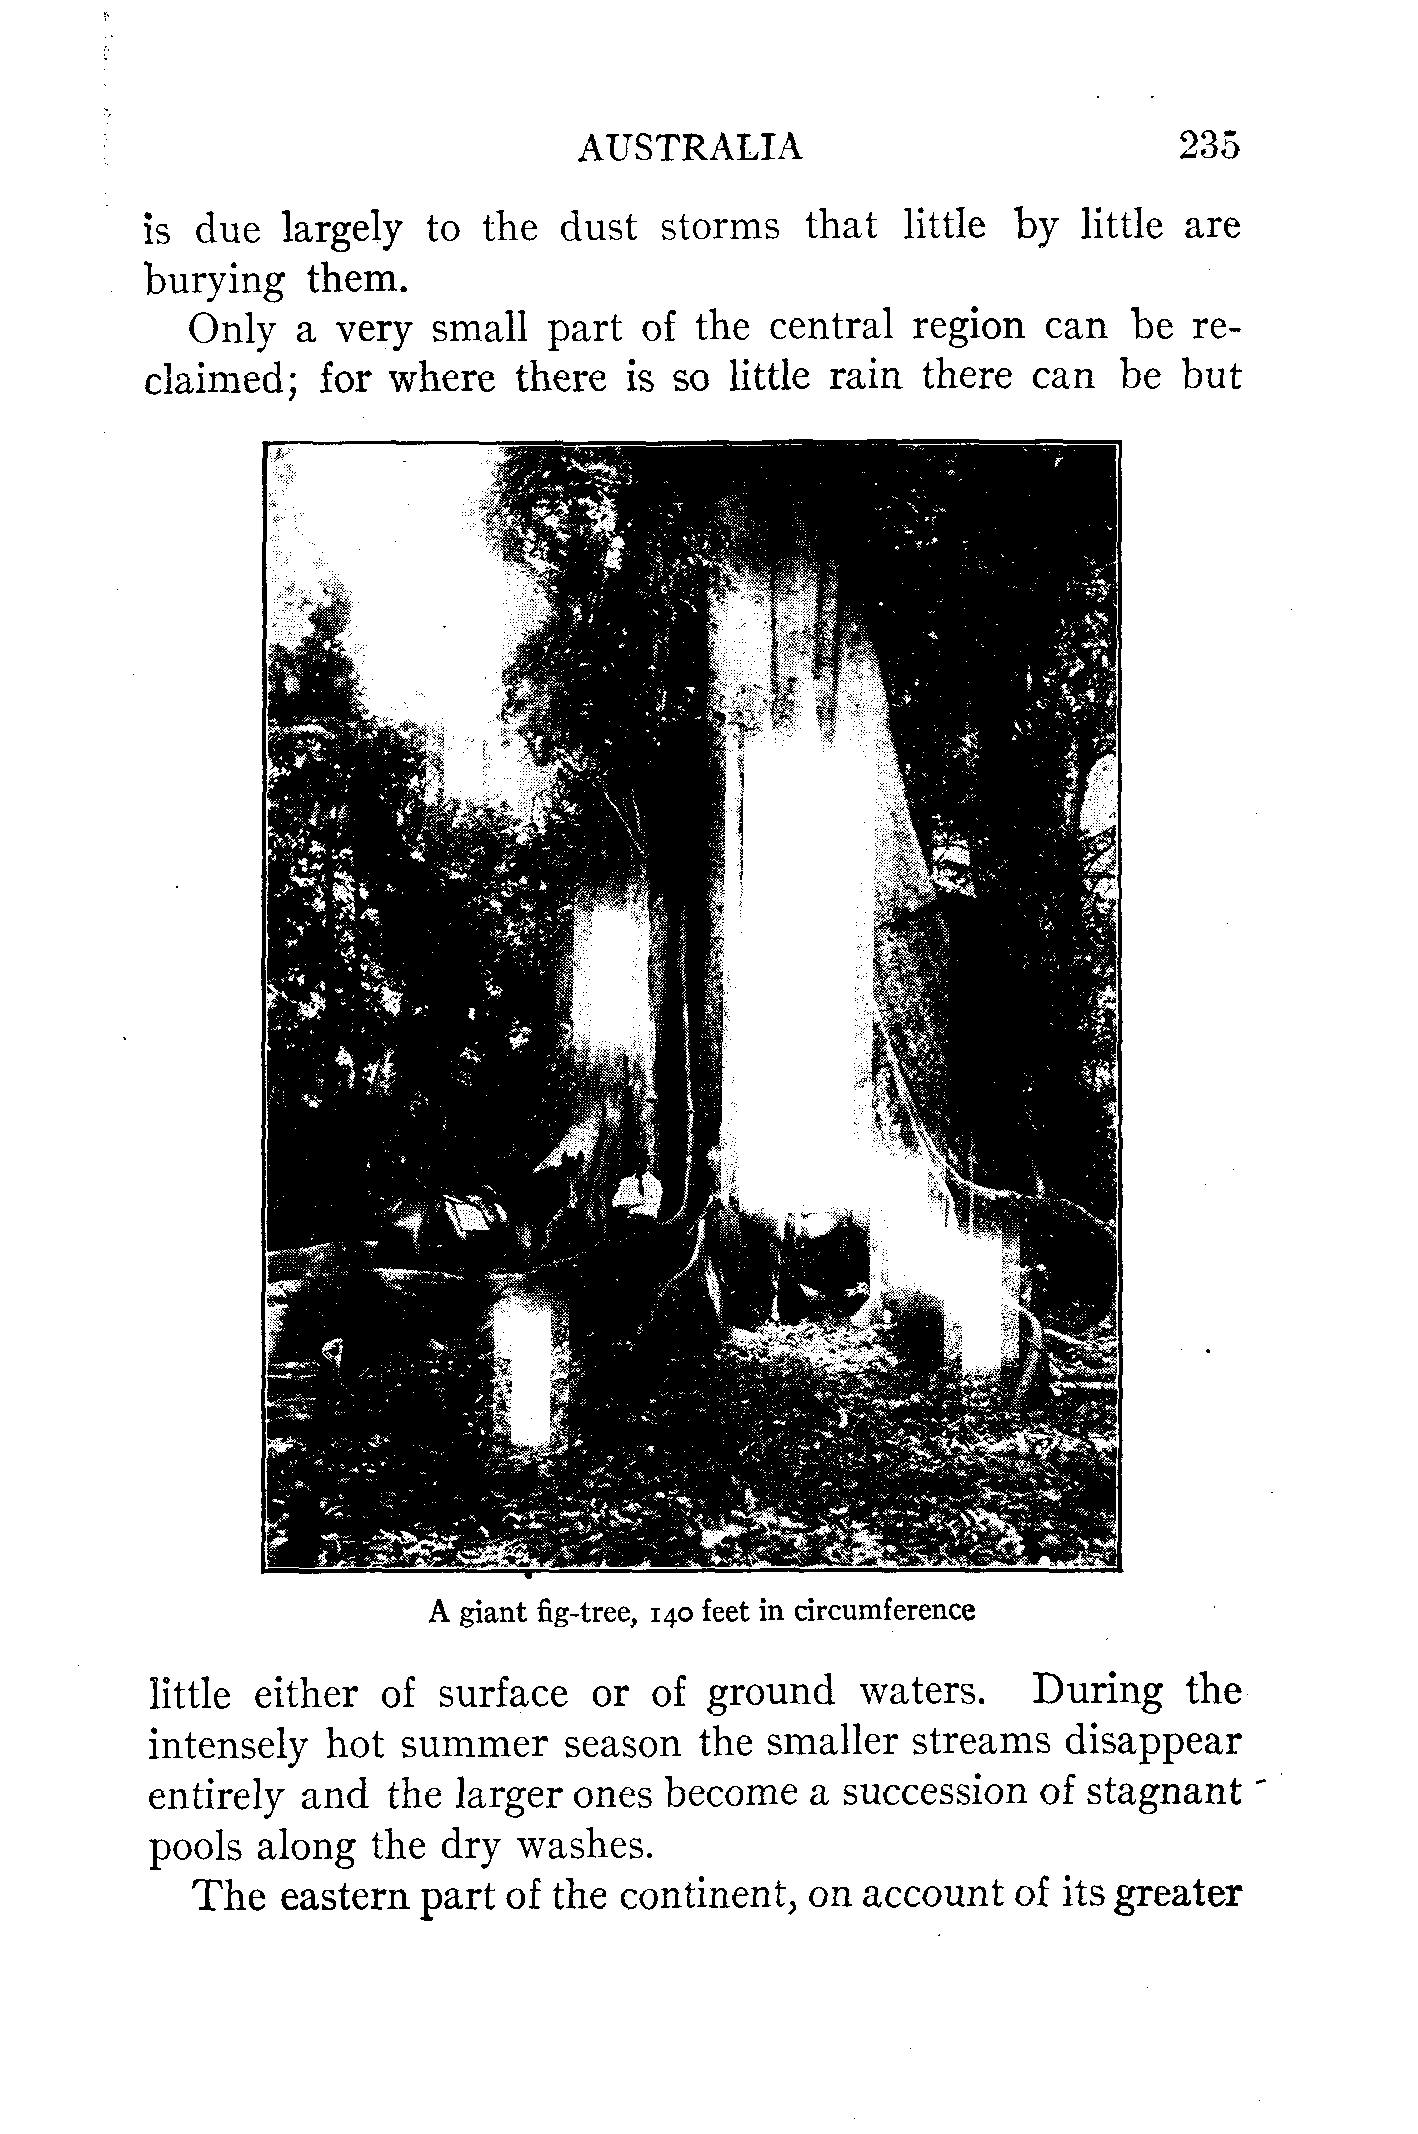 AUSTRALIA 235
is due largely to the dust storms that little by little are
burying them.
Only a very small part of the central region can be re-
claimed; for where there is so little rain there can be but
A giant fig-tree, 140 feet in circumference
little either of surface or of ground waters. During the
intensely hot summer season the smaller streams disappear
entirely and the larger ones become a succession of stagnant
pools along the dry washes.
The eastern part of the continent, on account of its greater